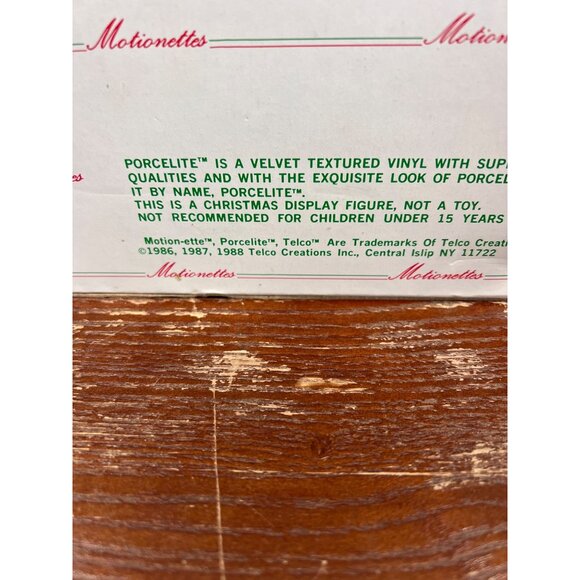 Motionettes Motion
PORCELITE™ IS A VELVET TEXTURED VINYL WITH SUP
QUALITIES AND WITH THE EXQUISITE LOOK OF PORCEL
IT BY NAME, PORCELITE™.
THIS IS A CHRISTMAS DISPLAY FIGURE, NOT A TOY.
NOT RECOMMENDED FOR CHILDREN UNDER 15 YEARS
Motion-ette™, Porcelite™, Telco™ Are Trademarks Of Telco Creati
©1986, 1987, 1988 Telco Creations Inc., Central Islip NY 11722
Motionettes Motionettes